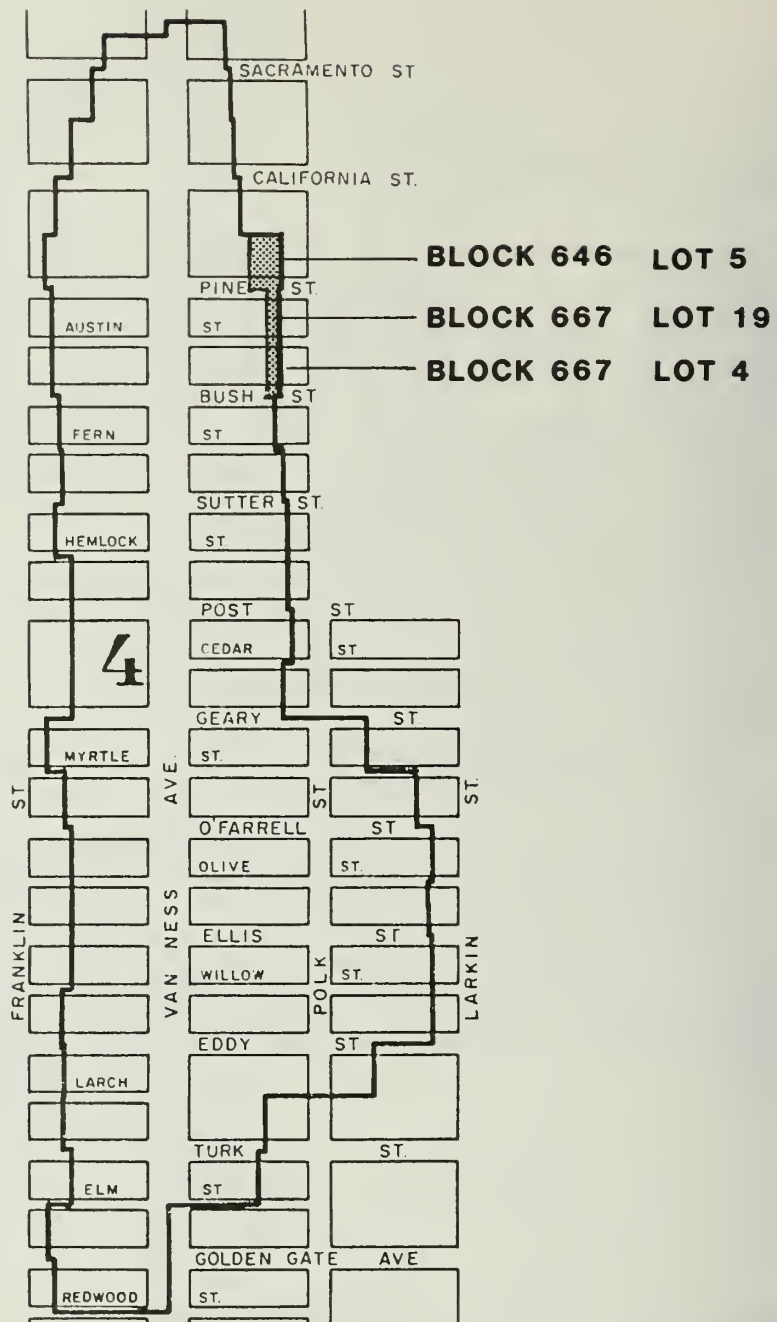 SACRAMENTO ST
CALIFORNIA ST.
BLOCK 646 LOT 5
PINE ST.
AUSTIN ST
BLOCK 667 LOT 19
BLOCK 667 LOT 4
BUSH ST
FERN ST
SUTTER ST.
HEMLOCK ST.
POST ST
4
CEDAR ST
GEARY ST.
MYRTLE ST.
FRANKLIN ST
VAN NESS AVE.
POLK ST
LARKIN ST.
O'FARRELL ST
OLIVE ST.
ELLIS ST
WILLOW ST.
EDDY ST
LARCH
TURK ST.
ELM ST
GOLDEN GATE AVE
REDWOOD ST.